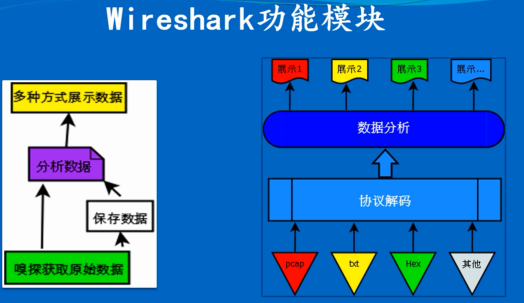 Wireshark功能模块
多种方式展示数据
分析数据
保存数据
嗅探获取原始数据
展示1
展示2
展示3
展示...
数据分析
协议解码
pcap
txt
Hex
其他